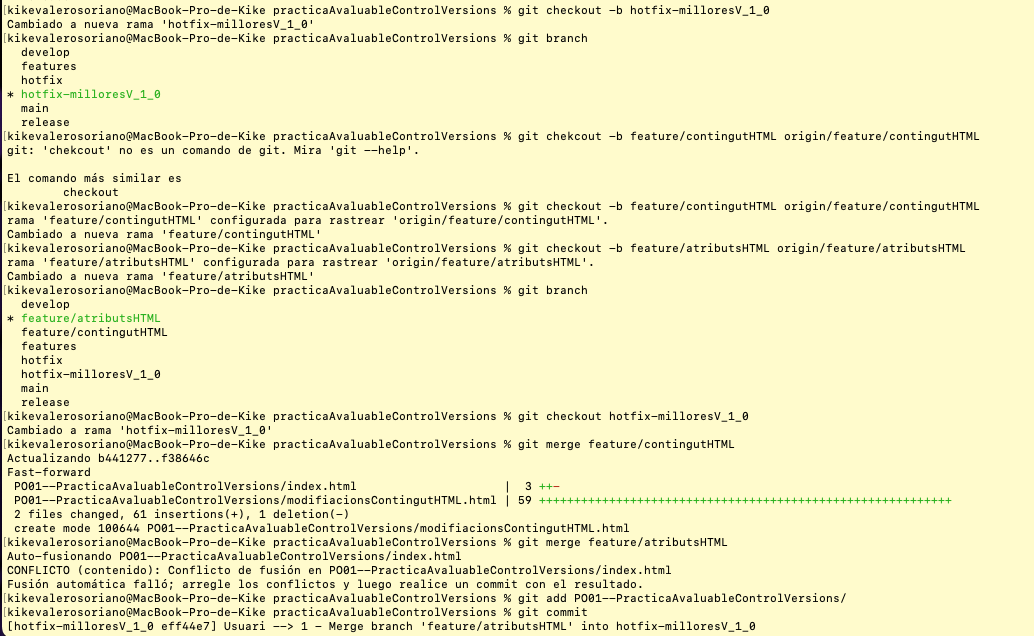 [kikevalerosoriano@MacBook-Pro-de-Kike practicaAvaluableControlVersions % git checkout -b hotfix-milloresV_1_0
Cambiado a nueva rama 'hotfix-milloresV_1_0'
[kikevalerosoriano@MacBook-Pro-de-Kike practicaAvaluableControlVersions % git branch
  develop
  features
  hotfix
* hotfix-milloresV_1_0
  main
  release
[kikevalerosoriano@MacBook-Pro-de-Kike practicaAvaluableControlVersions % git chekcout -b feature/contingutHTML origin/feature/contingutHTML
git: 'chekcout' no es un comando de git. Mira 'git --help'.

El comando más similar es
        checkout
[kikevalerosoriano@MacBook-Pro-de-Kike practicaAvaluableControlVersions % git checkout -b feature/contingutHTML origin/feature/contingutHTML
rama 'feature/contingutHTML' configurada para rastrear 'origin/feature/contingutHTML'.
Cambiado a nueva rama 'feature/contingutHTML'
[kikevalerosoriano@MacBook-Pro-de-Kike practicaAvaluableControlVersions % git checkout -b feature/atributsHTML origin/feature/atributsHTML
rama 'feature/atributsHTML' configurada para rastrear 'origin/feature/atributsHTML'.
Cambiado a nueva rama 'feature/atributsHTML'
[kikevalerosoriano@MacBook-Pro-de-Kike practicaAvaluableControlVersions % git branch
  develop
* feature/atributsHTML
  feature/contingutHTML
  features
  hotfix
  hotfix-milloresV_1_0
  main
  release
[kikevalerosoriano@MacBook-Pro-de-Kike practicaAvaluableControlVersions % git checkout hotfix-milloresV_1_0
Cambiado a rama 'hotfix-milloresV_1_0'
[kikevalerosoriano@MacBook-Pro-de-Kike practicaAvaluableControlVersions % git merge feature/contingutHTML
Actualizando b441277..f38646c
Fast-forward
 PO01--PracticaAvaluableControlVersions/index.html                     |  3 ++-
 PO01--PracticaAvaluableControlVersions/modifiacionsContingutHTML.html | 59 +++++++++++++++++++++++++++++++++++++++++++++++++++++++++++
 2 files changed, 61 insertions(+), 1 deletion(-)
 create mode 100644 PO01--PracticaAvaluableControlVersions/modifiacionsContingutHTML.html
[kikevalerosoriano@MacBook-Pro-de-Kike practicaAvaluableControlVersions % git merge feature/atributsHTML
Auto-fusionando PO01--PracticaAvaluableControlVersions/index.html
CONFLICTO (contenido): Conflicto de fusión en PO01--PracticaAvaluableControlVersions/index.html
Fusión automática falló; arregle los conflictos y luego realice un commit con el resultado.
[kikevalerosoriano@MacBook-Pro-de-Kike practicaAvaluableControlVersions % git add PO01--PracticaAvaluableControlVersions/
[kikevalerosoriano@MacBook-Pro-de-Kike practicaAvaluableControlVersions % git commit
[hotfix-milloresV_1_0 eff44e7] Usuari --> 1 - Merge branch 'feature/atributsHTML' into hotfix-milloresV_1_0